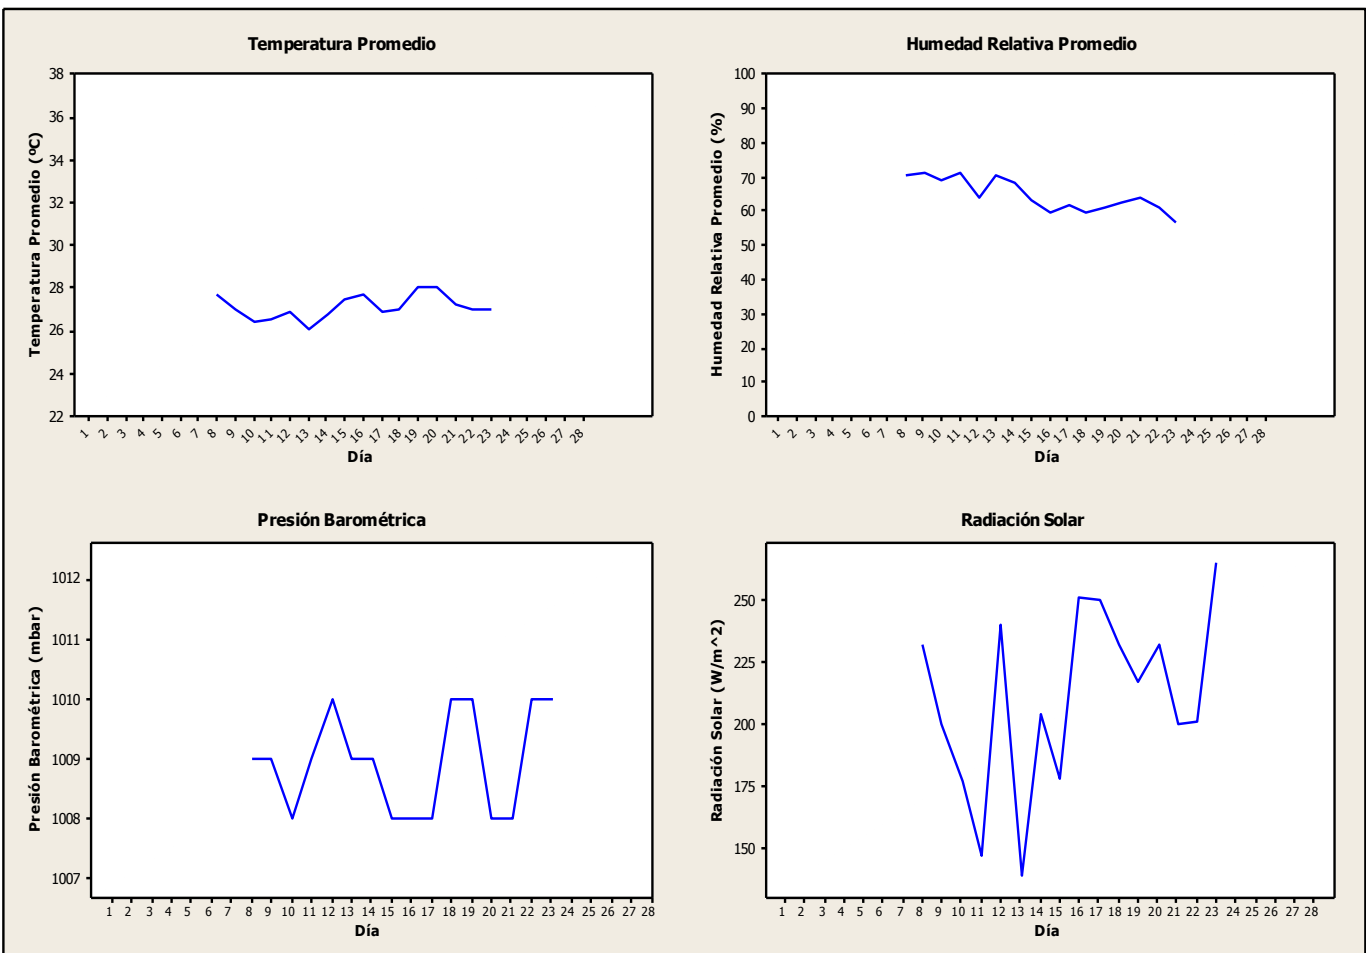 Temperatura Promedio
Temperatura Promedio (ºC)
38
36
34
32
30
28
26
24
22
1 2 3 4 5 6 7 8 9 10 11 12 13 14 15 16 17 18 19 20 21 22 23 24 25 26 27 28
Día
Humedad Relativa Promedio
Humedad Relativa Promedio (%)
100
90
80
70
60
50
40
30
20
10
0
1 2 3 4 5 6 7 8 9 10 11 12 13 14 15 16 17 18 19 20 21 22 23 24 25 26 27 28
Día
Presión Barométrica
Presión Barométrica (mbar)
1012
1011
1010
1009
1008
1007
1 2 3 4 5 6 7 8 9 10 11 12 13 14 15 16 17 18 19 20 21 22 23 24 25 26 27 28
Día
Radiación Solar
Radiación Solar (W/m^2)
250
225
200
175
150
1 2 3 4 5 6 7 8 9 10 11 12 13 14 15 16 17 18 19 20 21 22 23 24 25 26 27 28
Día